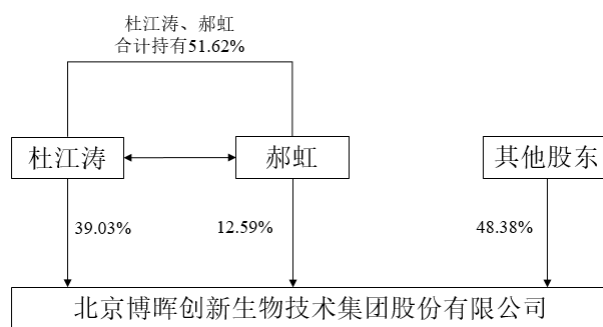 杜江涛、郝虹
合计持有51.62%
杜江涛
郝虹
其他股东
39.03%
12.59%
48.38%
北京博晖创新生物技术集团股份有限公司